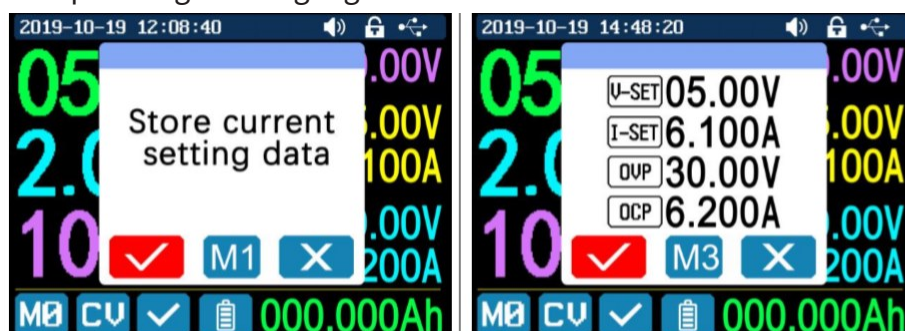 2019-10-19 12:08:40
05
.00V
Store current
setting data
.00V
2.0
100A
10
.00V
M1
200A
M0 CV 000.000Ah
2019-10-19 14:48:20
05
.00V
V-SET 05.00V
.00V
I-SET 6.100A
2.0
100A
OVP 30.00V
OCP 6.200A
.00V
10
M3
200A
M0 CV 000.000Ah